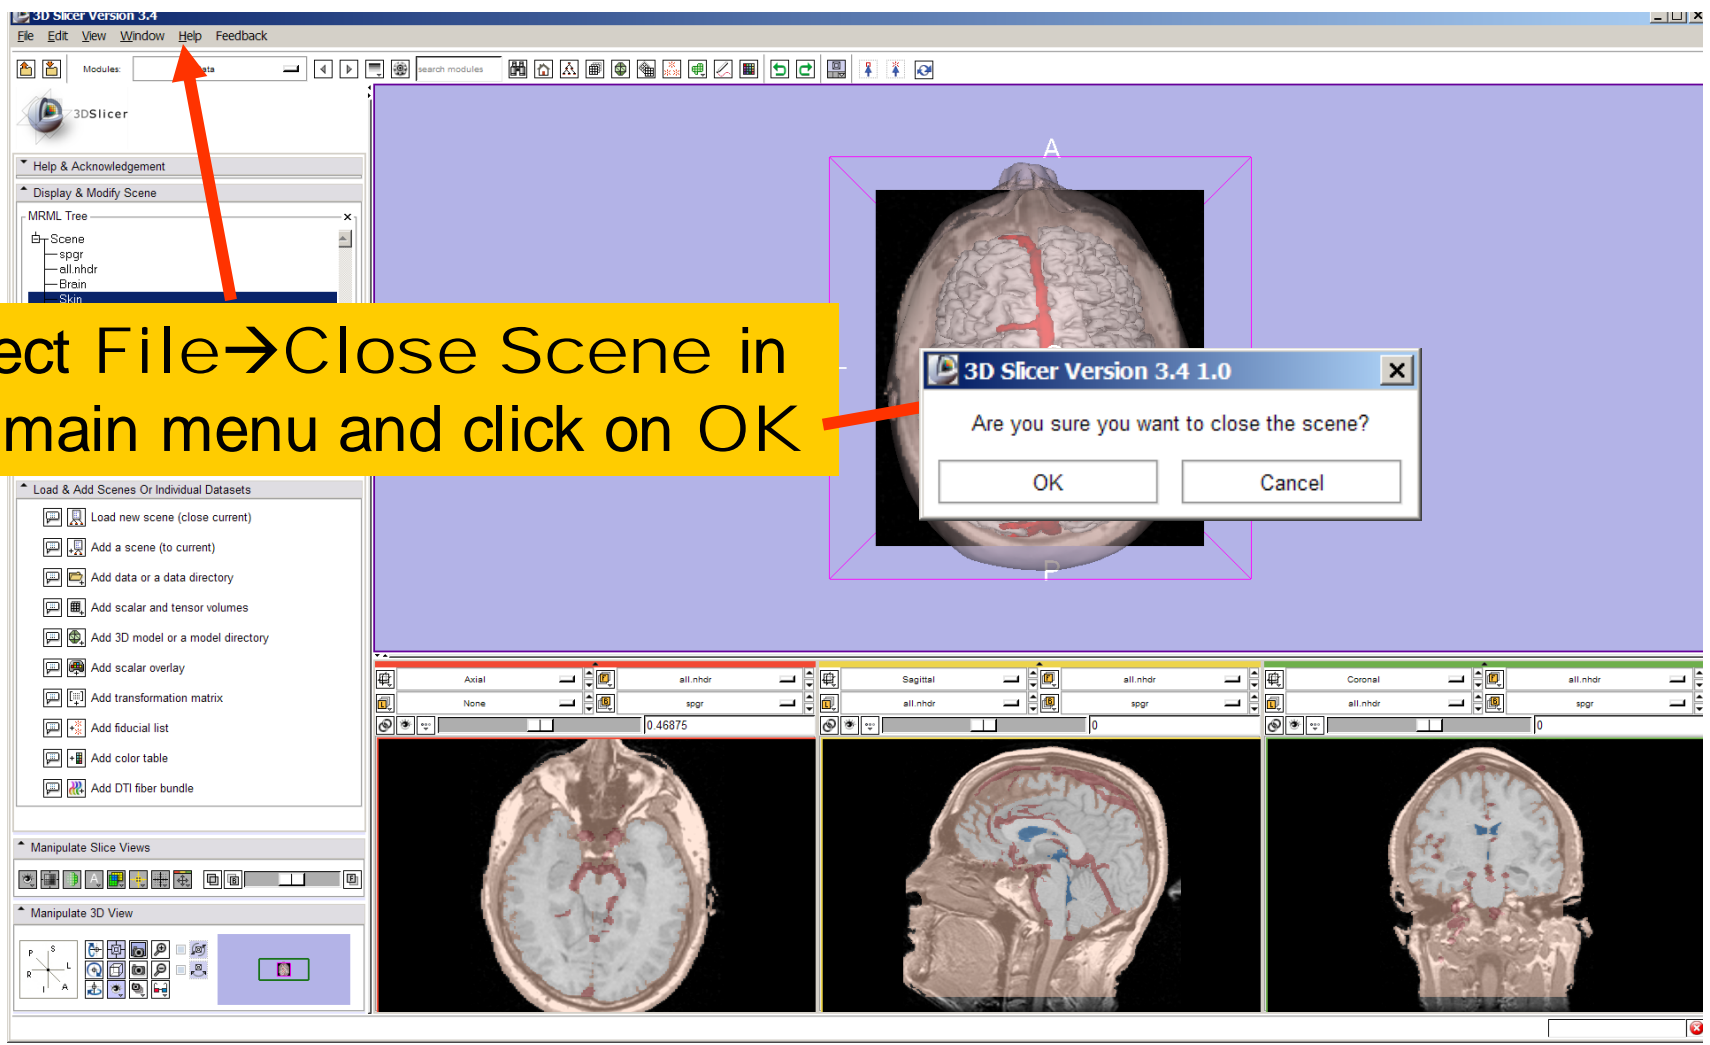 3D Slicer Version 3.4
File Edit View Window Help Feedback
Modules:
search modules
3DSlicer
Help & Acknowledgement
Display & Modify Scene
MRML Tree
Scene
spgr
all.nhdr
Brain
Skin
ect File→Close Scene in
main menu and click on OK
3D Slicer Version 3.4 1.0
Are you sure you want to close the scene?
OK Cancel
A
P
Load & Add Scenes Or Individual Datasets
Load new scene (close current)
Add a scene (to current)
Add data or a data directory
Add scalar and tensor volumes
Add 3D model or a model directory
Add scalar overlay
Add transformation matrix
Add fiducial list
Add color table
Add DTI fiber bundle
Manipulate Slice Views
Manipulate 3D View
P S
R L
I A
Axial all.nhdr
None spgr
0.46875
Sagittal all.nhdr
all.nhdr spgr
0
Coronal all.nhdr
all.nhdr spgr
0